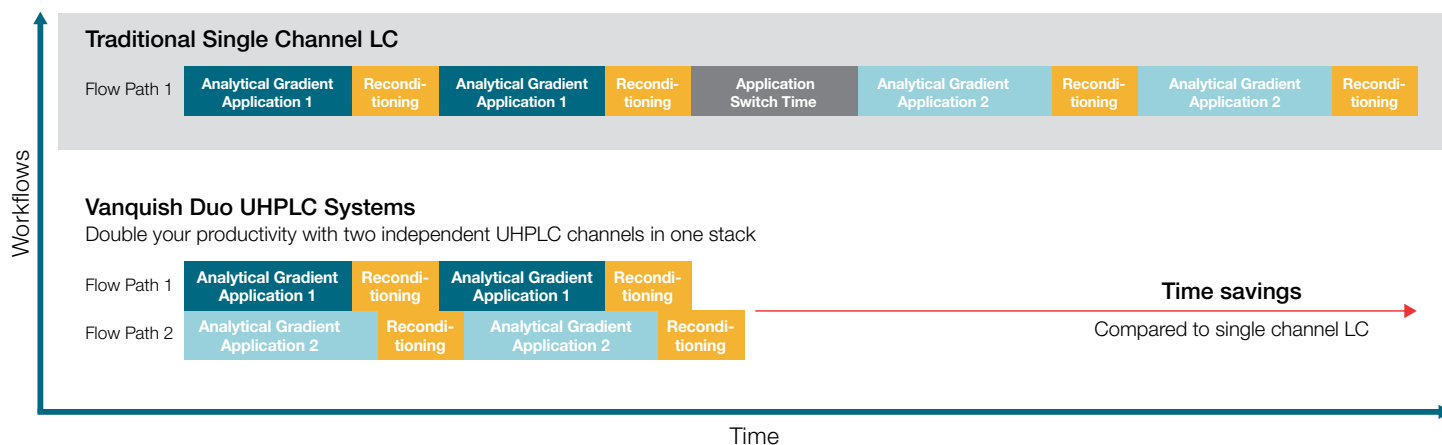 Workflows
Traditional Single Channel LC
Flow Path 1
Analytical Gradient
Application 1
Recondi-
tioning
Analytical Gradient
Application 1
Recondi-
tioning
Application
Switch Time
Analytical Gradient
Application 2
Recondi-
tioning
Analytical Gradient
Application 2
Recondi-
tioning
Vanquish Duo UHPLC Systems
Double your productivity with two independent UHPLC channels in one stack
Flow Path 1
Analytical Gradient
Application 1
Recondi-
tioning
Analytical Gradient
Application 1
Recondi-
tioning
Flow Path 2
Analytical Gradient
Application 2
Recondi-
tioning
Analytical Gradient
Application 2
Recondi-
tioning
Time savings
Compared to single channel LC
Time